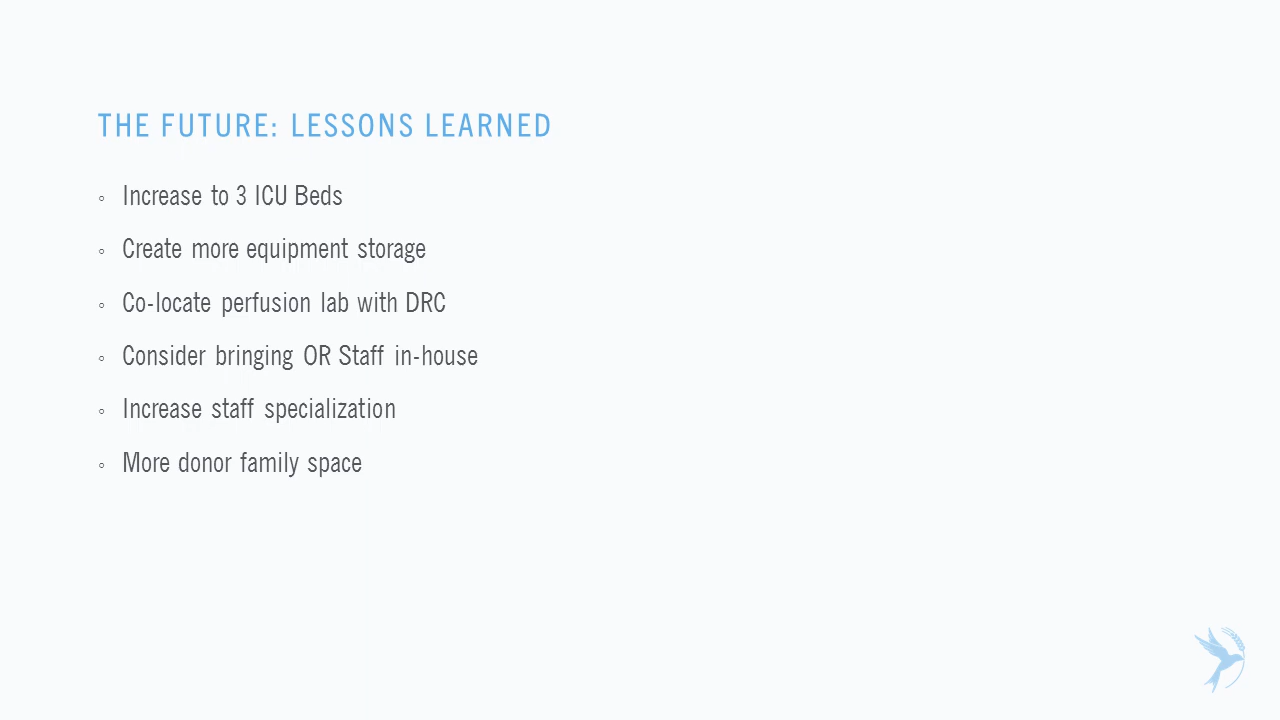 THE FUTURE: LESSONS LEARNED
◦ Increase to 3 ICU Beds
◦ Create more equipment storage
◦ Co-locate perfusion lab with DRC
◦ Consider bringing OR Staff in-house
◦ Increase staff specialization
◦ More donor family space